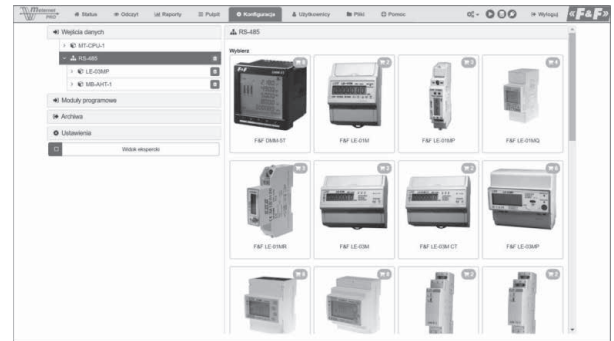 Meternet PRO
Status
Odczyt
Raporty
Pulpit
Konfiguracja
Użytkownicy
Pliki
Pomoc
Wyloguj
«F&F»
Wejścia danych
MT-CPU-1
RS-485
LE-03MP
MB-AHT-1
Moduły programowe
Archiwa
Ustawienia
Widok ekspercki
RS-485
Wybierz
F&F DMM-5T
F&F LE-01M
F&F LE-01MP
F&F LE-01MQ
F&F LE-01MR
F&F LE-03M
F&F LE-03M CT
F&F LE-03MP